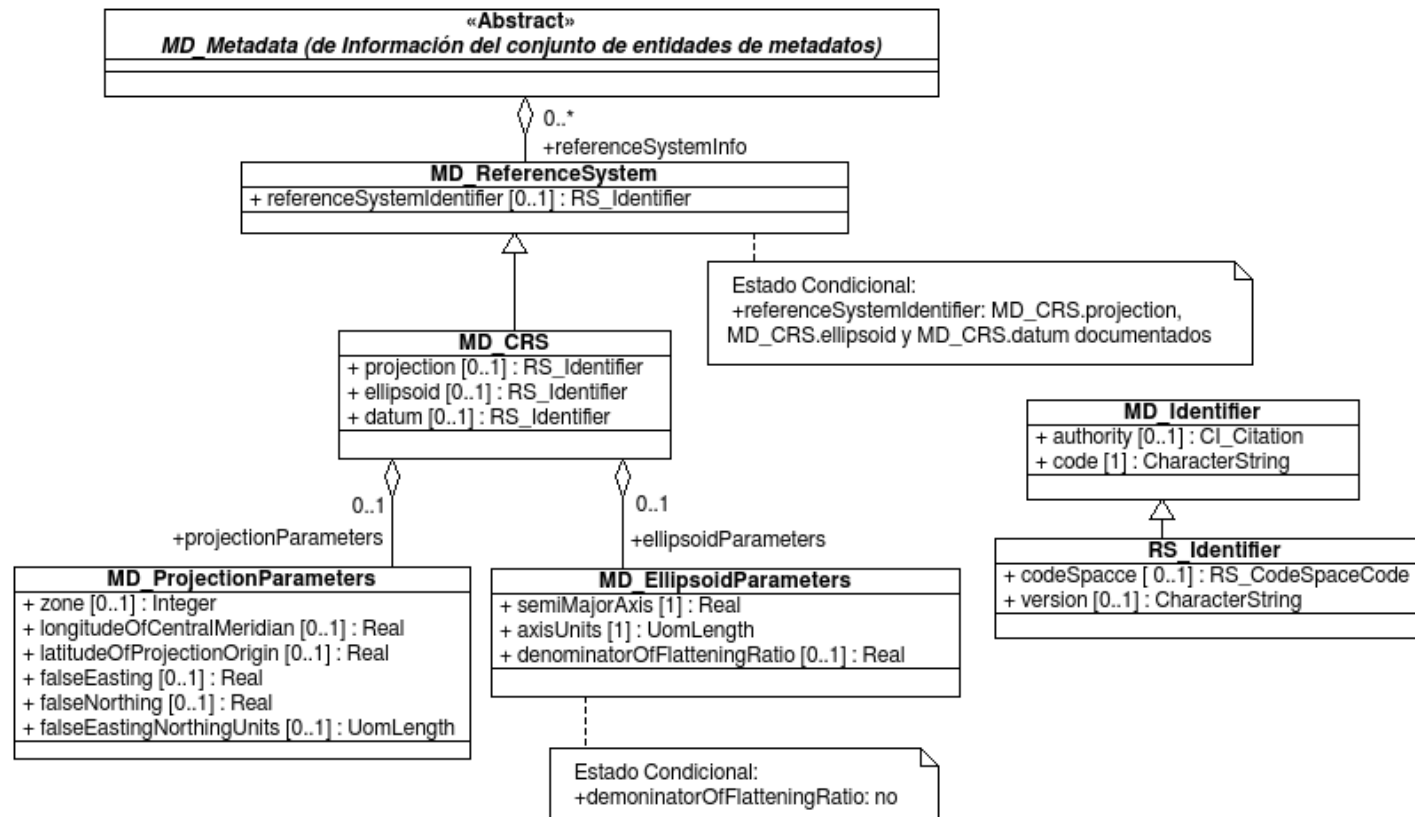 «Abstract»
MD_Metadata (de Información del conjunto de entidades de metadatos)
0..*
+referenceSystemInfo
MD_ReferenceSystem
+ referenceSystemIdentifier [0..1] : RS_Identifier
Estado Condicional:
+referenceSystemIdentifier: MD_CRS.projection,
MD_CRS.ellipsoid y MD_CRS.datum documentados
MD_CRS
+ projection [0..1] : RS_Identifier
+ ellipsoid [0..1] : RS_Identifier
+ datum [0..1] : RS_Identifier
MD_Identifier
+ authority [0..1] : CI_Citation
+ code [1] : CharacterString
0..1
+projectionParameters
0..1
+ellipsoidParameters
RS_Identifier
+ codeSpacce [ 0..1] : RS_CodeSpaceCode
+ version [0..1] : CharacterString
MD_ProjectionParameters
+ zone [0..1] : Integer
+ longitudeOfCentralMeridian [0..1] : Real
+ latitudeOfProjectionOrigin [0..1] : Real
+ falseEasting [0..1] : Real
+ falseNorthing [0..1] : Real
+ falseEastingNorthingUnits [0..1] : UomLength
MD_EllipsoidParameters
+ semiMajorAxis [1] : Real
+ axisUnits [1] : UomLength
+ denominatorOfFlatteningRatio [0..1] : Real
Estado Condicional:
+demoninatorOfFlatteningRatio: no